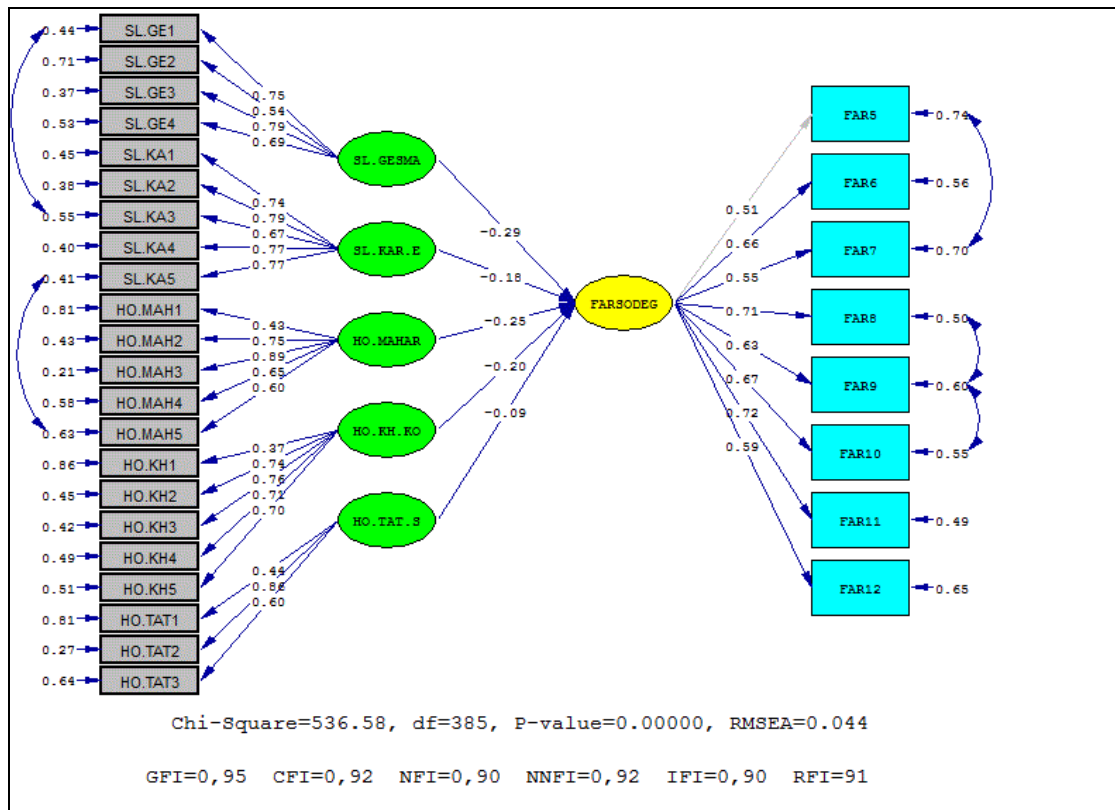 0.44 SL.GE1
0.71 SL.GE2
0.37 SL.GE3
0.53 SL.GE4
0.45 SL.KA1
0.38 SL.KA2
0.55 SL.KA3
0.40 SL.KA4
0.41 SL.KA5
0.81 HO.MAH1
0.43 HO.MAH2
0.21 HO.MAH3
0.58 HO.MAH4
0.63 HO.MAH5
0.86 HO.KH1
0.45 HO.KH2
0.42 HO.KH3
0.49 HO.KH4
0.51 HO.KH5
0.81 HO.TAT1
0.27 HO.TAT2
0.64 HO.TAT3
0.75
0.54
0.79
0.69
0.74
0.79
0.67
0.77
0.77
0.43
0.75
0.89
0.65
0.60
0.37
0.74
0.76
0.71
0.70
0.44
0.86
0.60
SL.GESMA
SL.KAR.E
HO.MAHAR
HO.KH.KO
HO.TAT.S
-0.29
-0.18
-0.25
-0.20
-0.09
FARSODEG
0.51
0.66
0.55
0.71
0.63
0.67
0.72
0.59
FAR5 0.74
FAR6 0.56
FAR7 0.70
FAR8 0.50
FAR9 0.60
FAR10 0.55
FAR11 0.49
FAR12 0.65
Chi-Square=536.58, df=385, P-value=0.00000, RMSEA=0.044
GFI=0,95 CFI=0,92 NFI=0,90 NNFI=0,92 IFI=0,90 RFI=91